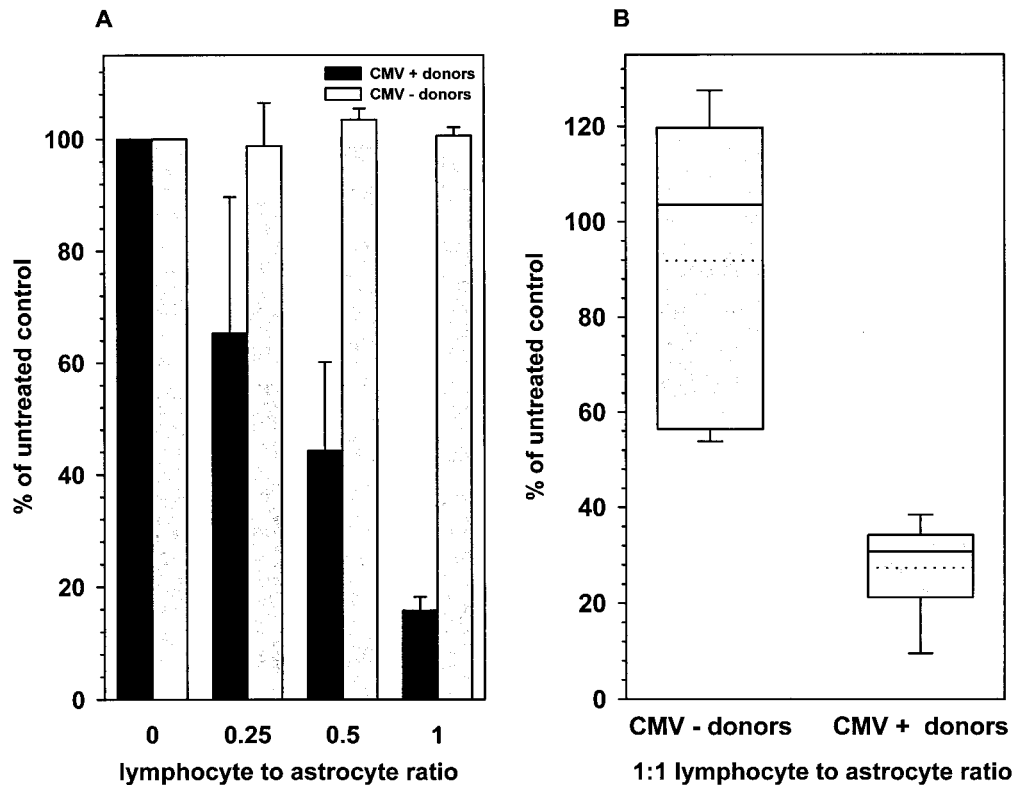 A
CMV + donors
CMV - donors
100
80
60
40
20
0
% of untreated control
0 0.25 0.5 1
lymphocyte to astrocyte ratio
B
120
100
80
60
40
20
0
% of untreated control
CMV - donors CMV + donors
1:1 lymphocyte to astrocyte ratio